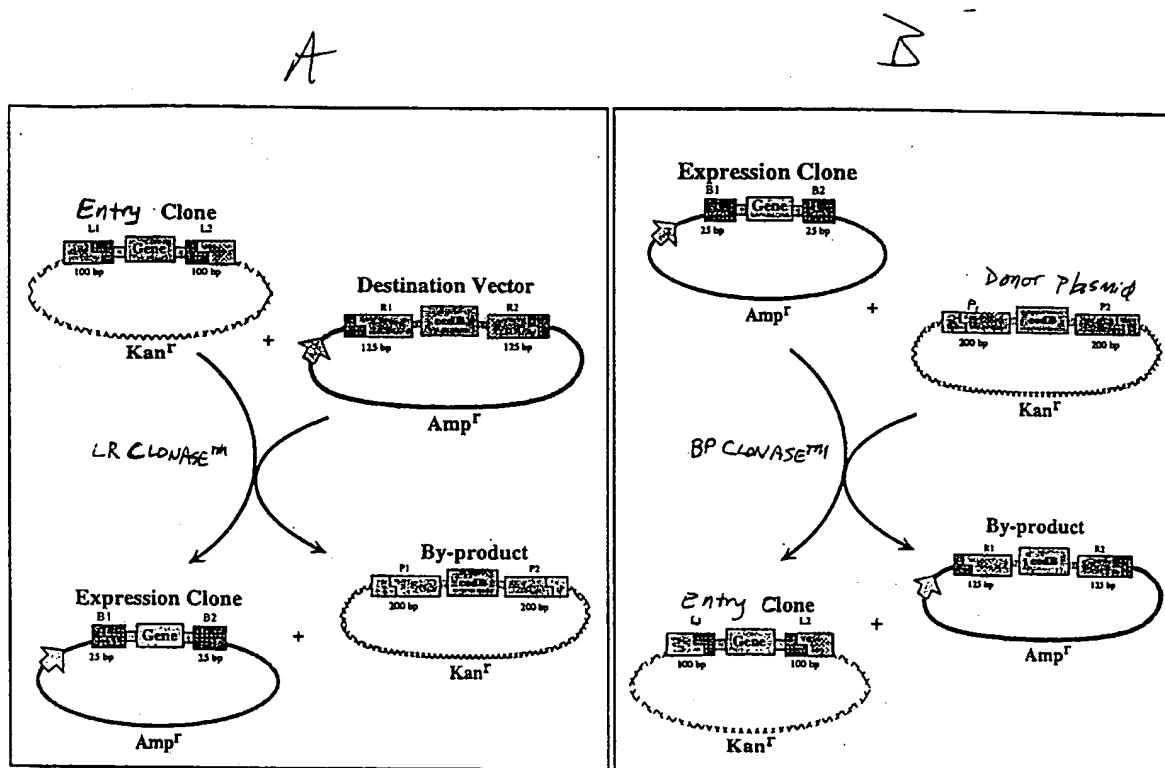 A
B
Entry Clone
L1 L2
Gene
100 bp 100 bp
Kanr
+
Destination Vector
R1 R2
ccdB
125 bp 125 bp
Ampr
LR CLONASE™
Expression Clone
B1 B2
Gene
25 bp 25 bp
Ampr
+
By-product
P1 P2
ccdB
200 bp 200 bp
Kanr
Expression Clone
B1 B2
Gene
25 bp 25 bp
Ampr
+
Donor Plasmid
P1 P2
ccdB
200 bp 200 bp
Kanr
BP CLONASE™
Entry Clone
L1 L2
Gene
100 bp 100 bp
Kanr
+
By-product
R1 R2
ccdB
125 bp 125 bp
Ampr